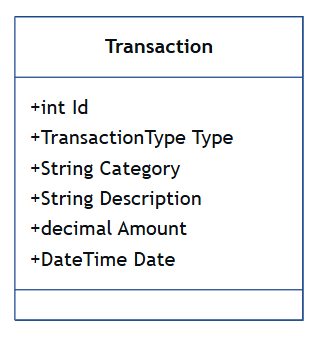 Transaction
+int Id
+TransactionType Type
+String Category
+String Description
+decimal Amount
+DateTime Date